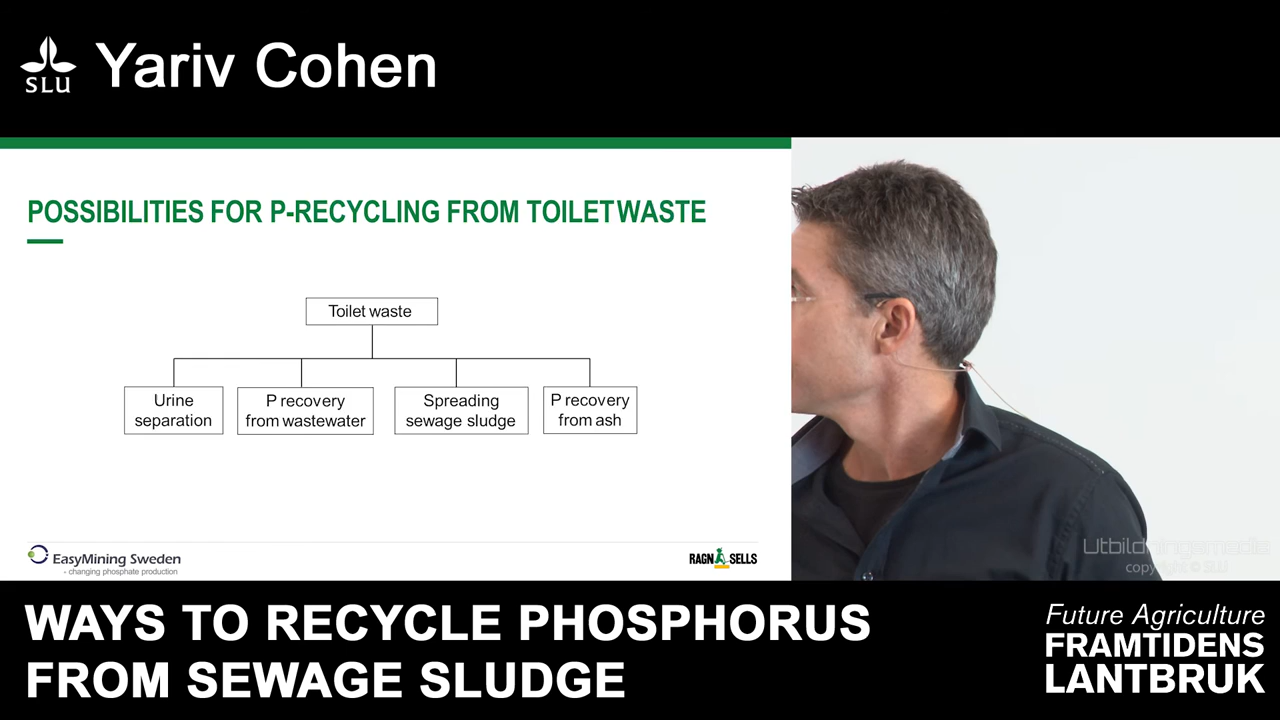 SLU
Yariv Cohen
POSSIBILITIES FOR P-RECYCLING FROM TOILET WASTE
Toilet waste
Urine
separation
P recovery
from wastewater
Spreading
sewage sludge
P recovery
from ash
EasyMining Sweden
- changing phosphate production
RAGN SELLS
Utbildningsmedia
copyright © SLU
WAYS TO RECYCLE PHOSPHORUS
FROM SEWAGE SLUDGE
Future Agriculture
FRAMTIDENS
LANTBRUK